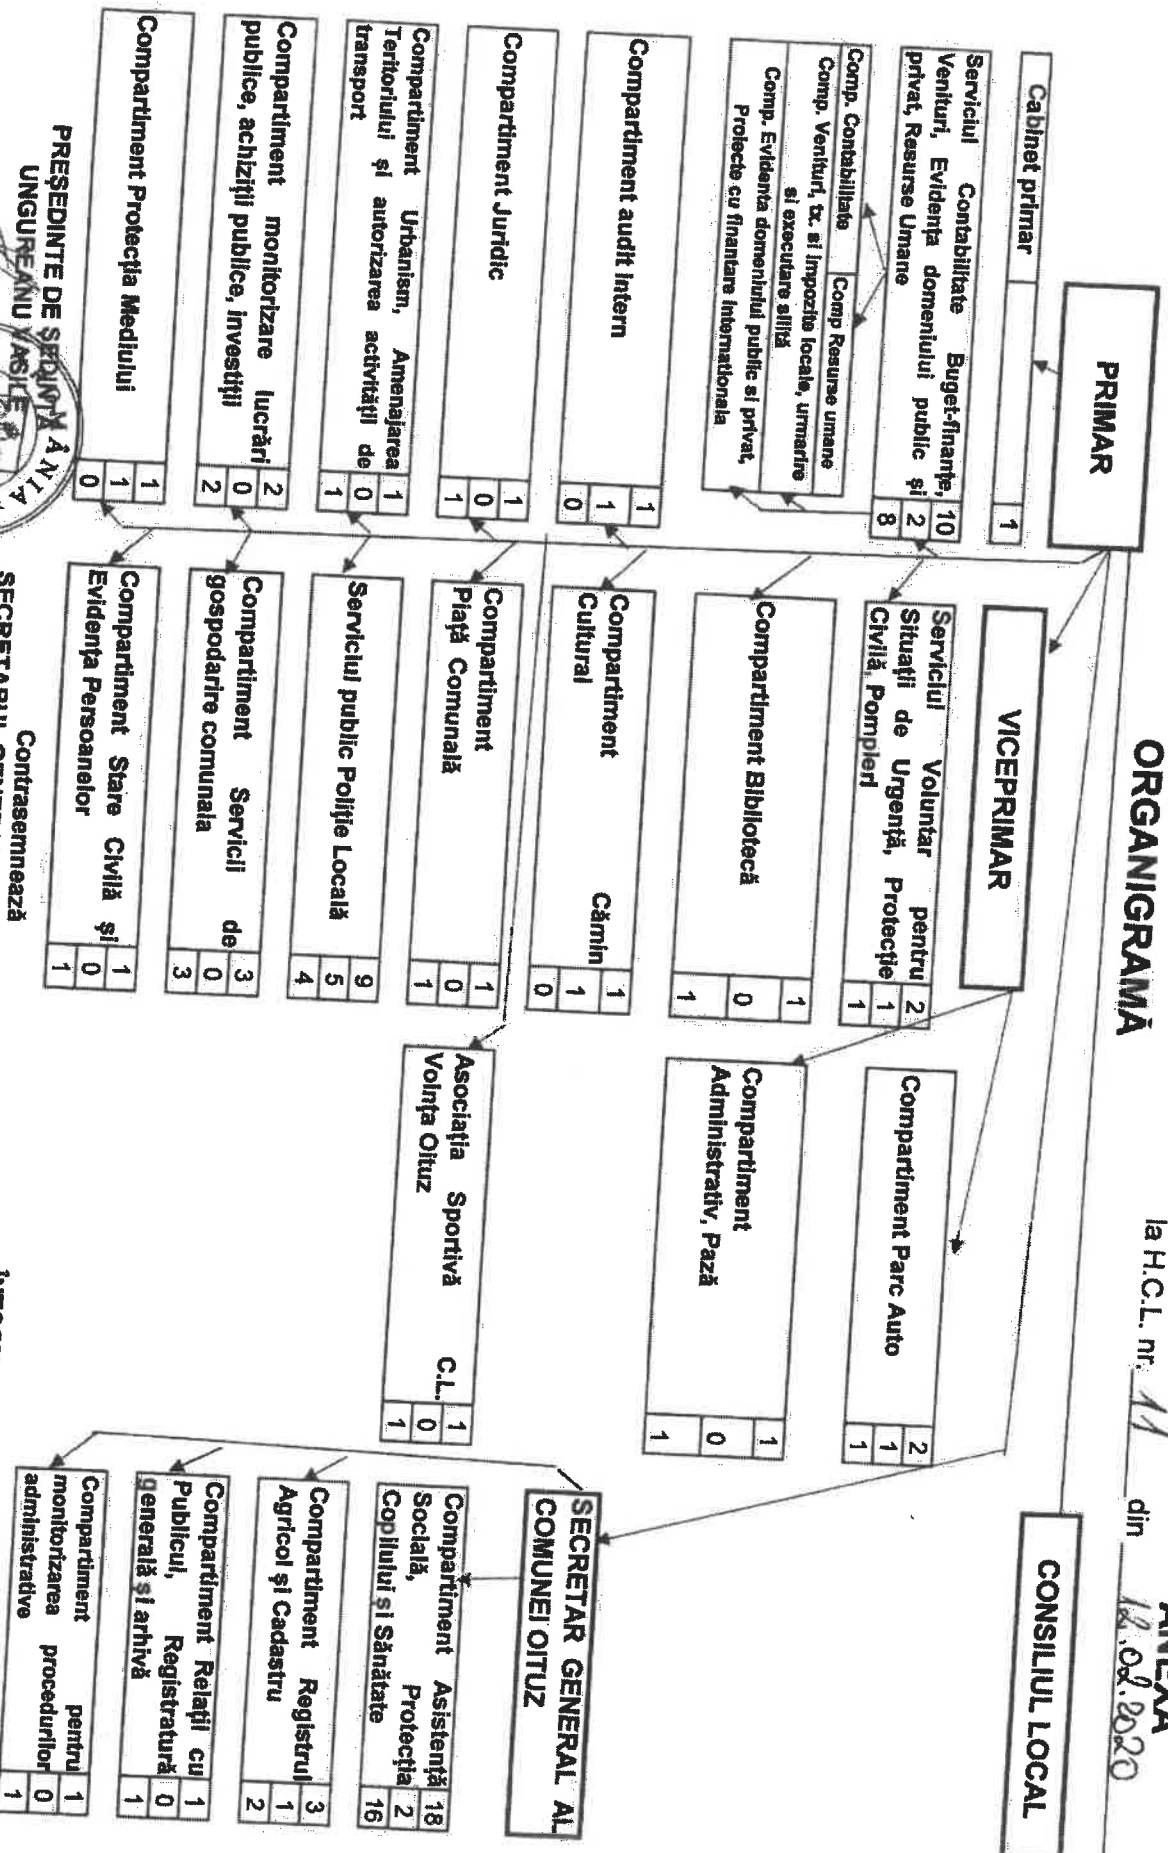 ANEXA
la H.C.L. nr. 11 din 12.02.2020
ORGANIGRAMĂ
PRIMAR
CONSILIUL LOCAL
VICEPRIMAR
Cabinet primar
1
Serviciul Contabilitate Buget-finanțe,
Venituri, Evidența domeniului public și
privat, Resurse Umane
10
2
8
Comp. Contabilitate
Comp Resurse umane
Comp. Venituri, tx. si impozite locale, urmarire
si executare silită
Comp. Evidenta domeniului public si privat,
Proiecte cu finantare internationala
Compartiment audit intern
1
1
0
Compartiment Juridic
1
0
1
Compartiment Urbanism, Amenajarea
Teritoriului și autorizarea activității de
transport
1
0
1
Compartiment monitorizare lucrări
publice, achiziții publice, investiții
2
0
2
Compartiment Protecția Mediului
1
1
0
Serviciul Voluntar pentru
Situații de Urgență, Protecție
Civilă, Pompieri
2
1
1
Compartiment Bibliotecă
1
0
1
Compartiment Cămin
Cultural
1
1
0
Compartiment
Piață Comunală
1
0
1
Serviciul public Poliție Locală
9
5
4
Compartiment Servicii de
gospodarire comunala
3
0
3
Compartiment Stare Civilă și
Evidența Persoanelor
1
0
1
Compartiment Parc Auto
2
1
1
Compartiment
Administrativ, Pază
1
0
1
Asociația Sportivă C.L.
Voința Oituz
1
0
1
SECRETAR GENERAL AL
COMUNEI OITUZ
Compartiment Asistență
Socială, Protecția
Copilului si Sănătate
18
2
16
Compartiment Registrul
Agricol și Cadastru
3
1
2
Compartiment Relații cu
Publicul, Registratură
generală și arhivă
1
0
1
Compartiment pentru
monitorizarea procedurilor
administrative
1
0
1
PREȘEDINTE DE ȘEDINȚĂ
UNGUREANU VASILE
Contrasemnează